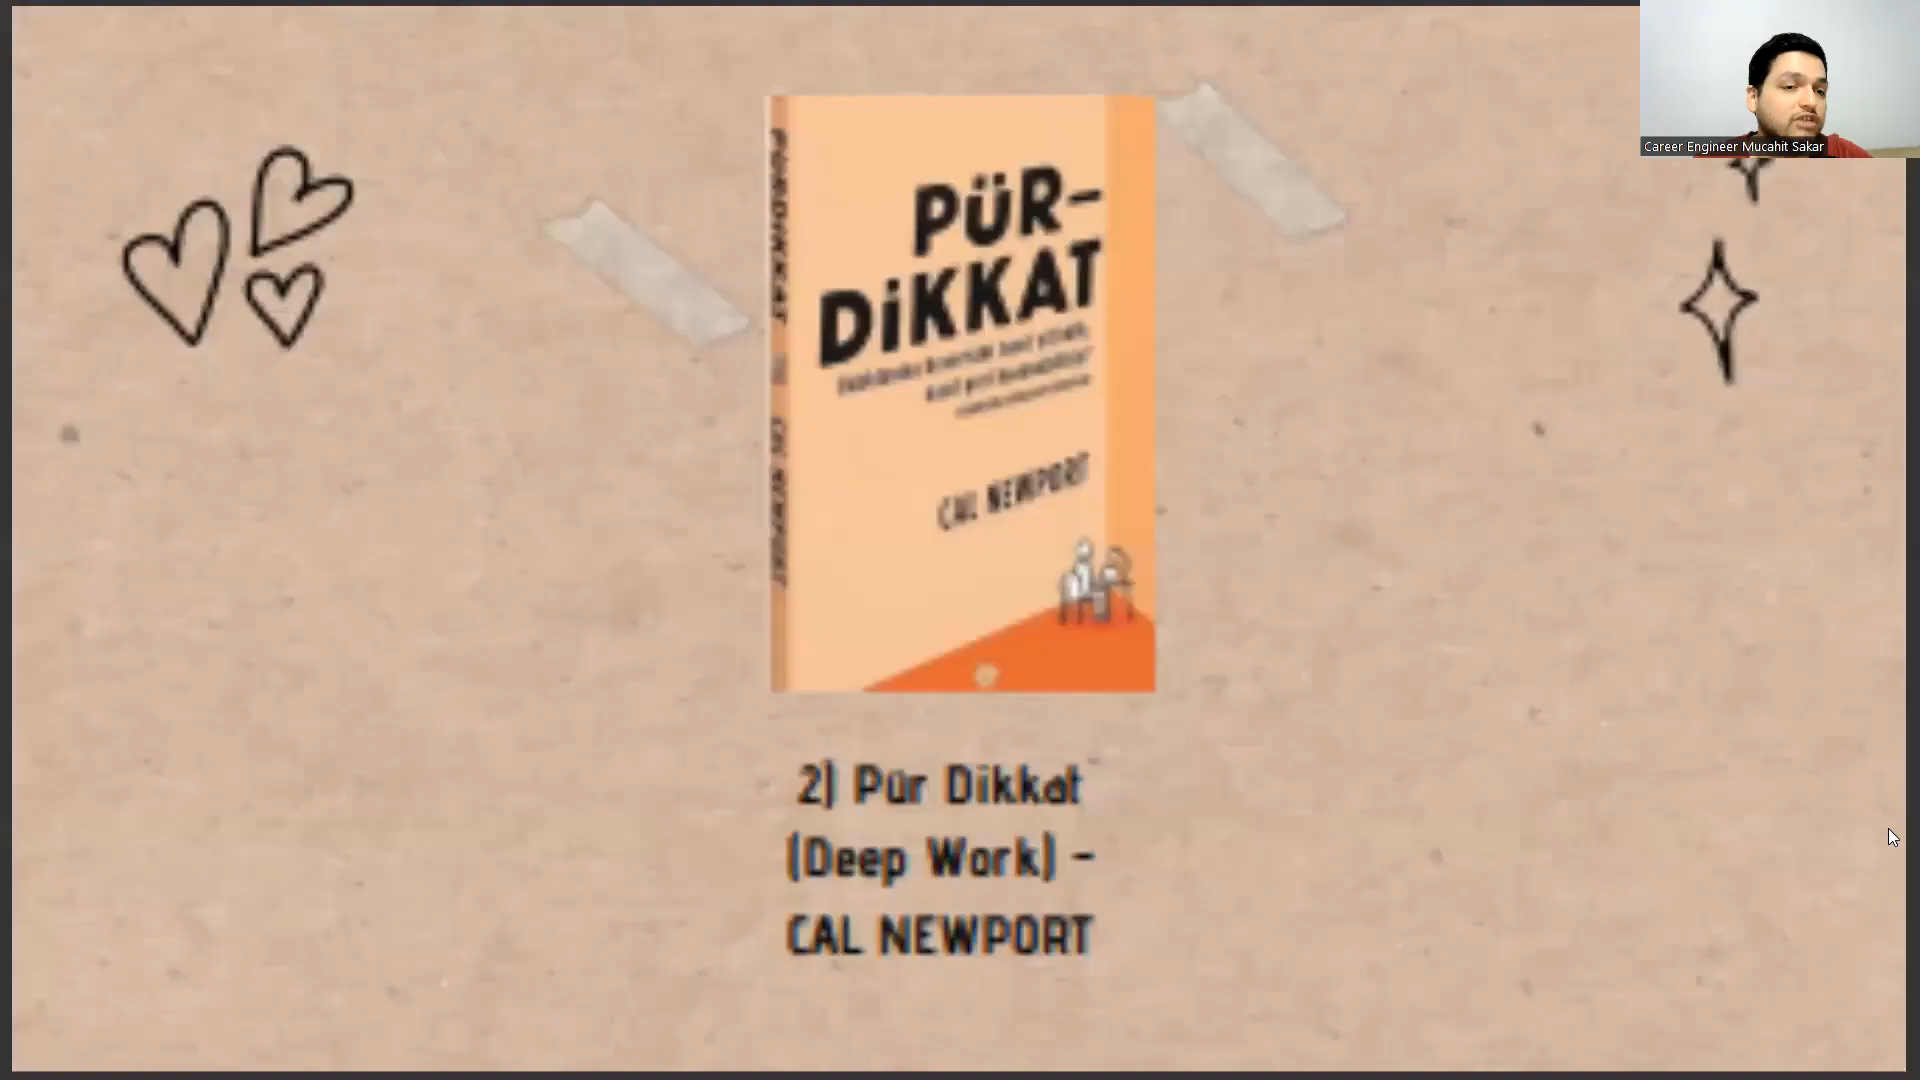 Career Engineer Mucahit Sakar
PÜR-DİKKAT
CAL NEWPORT
PÜR-
DİKKAT
CAL NEWPORT
2) Pür Dikkat
(Deep Work) -
CAL NEWPORT